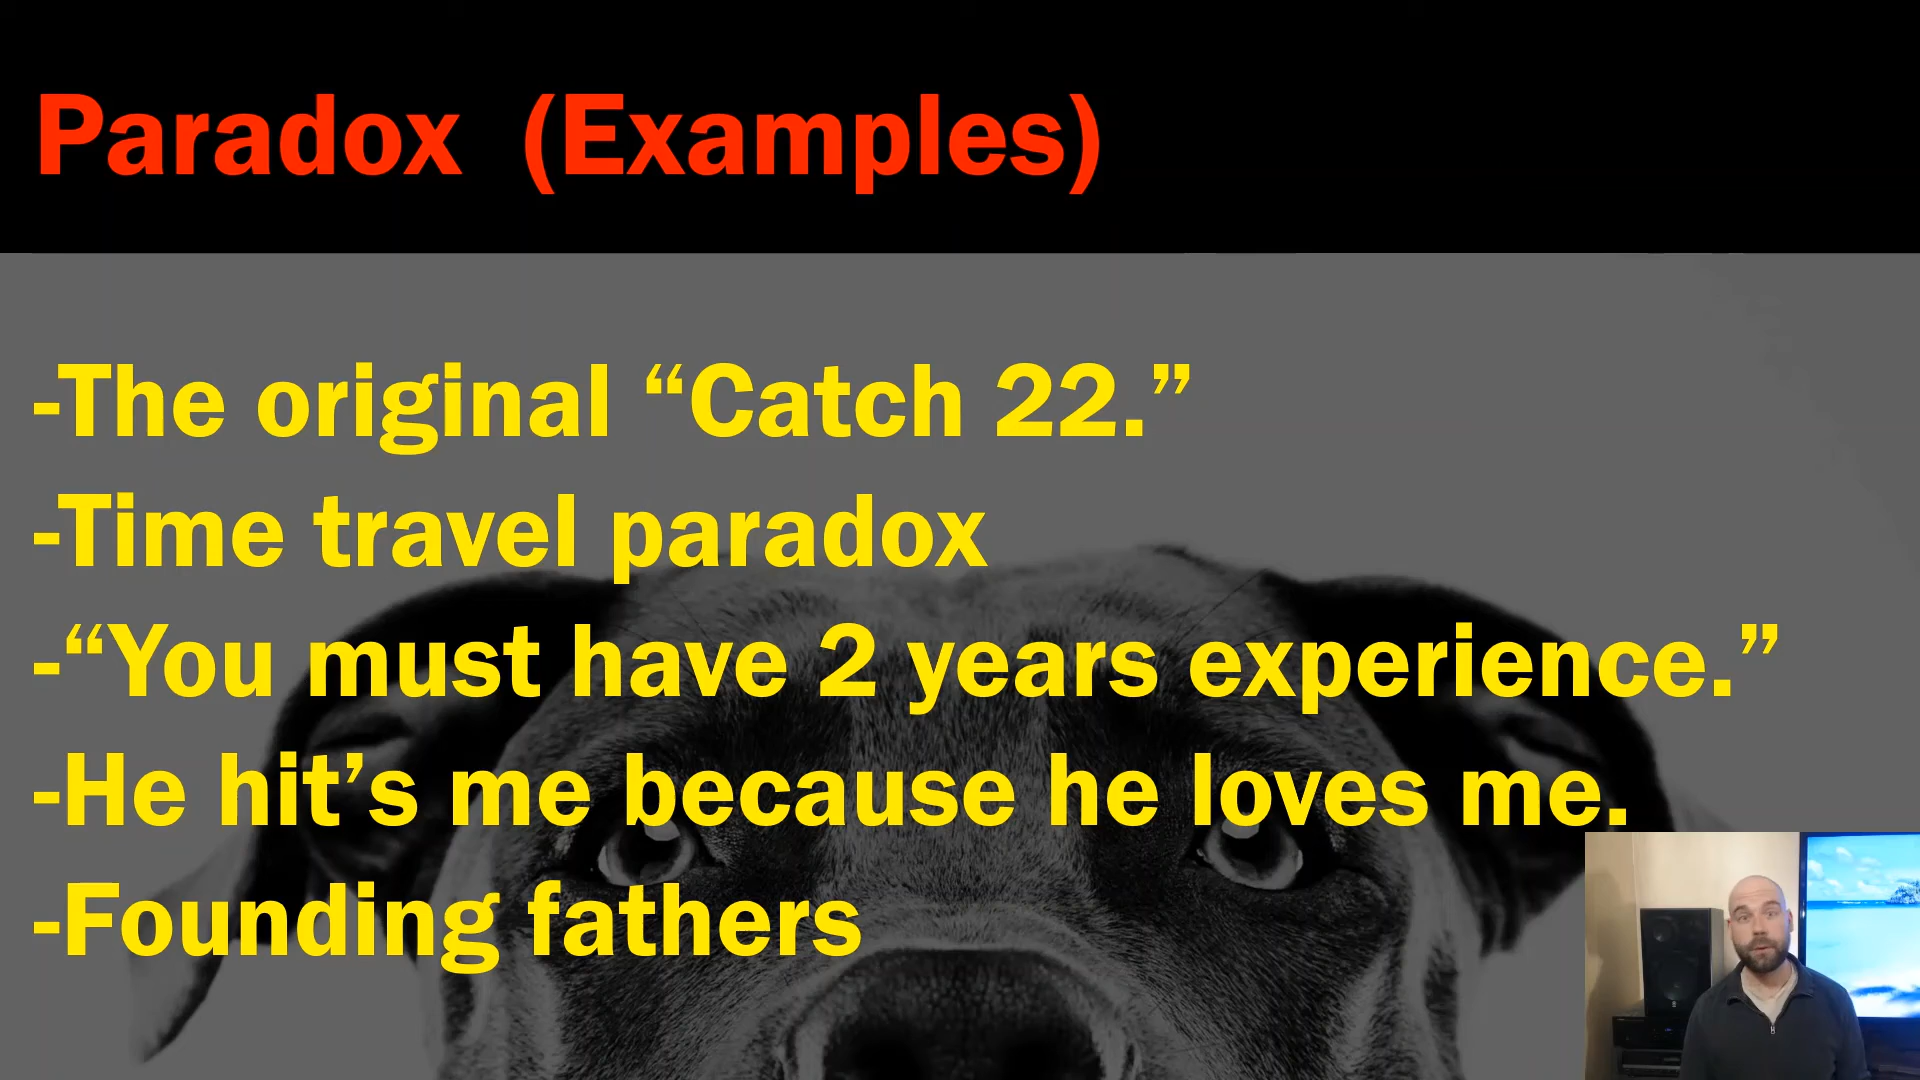 Paradox (Examples)
-The original “Catch 22.”
-Time travel paradox
-“You must have 2 years experience.”
-He hit’s me because he loves me.
-Founding fathers